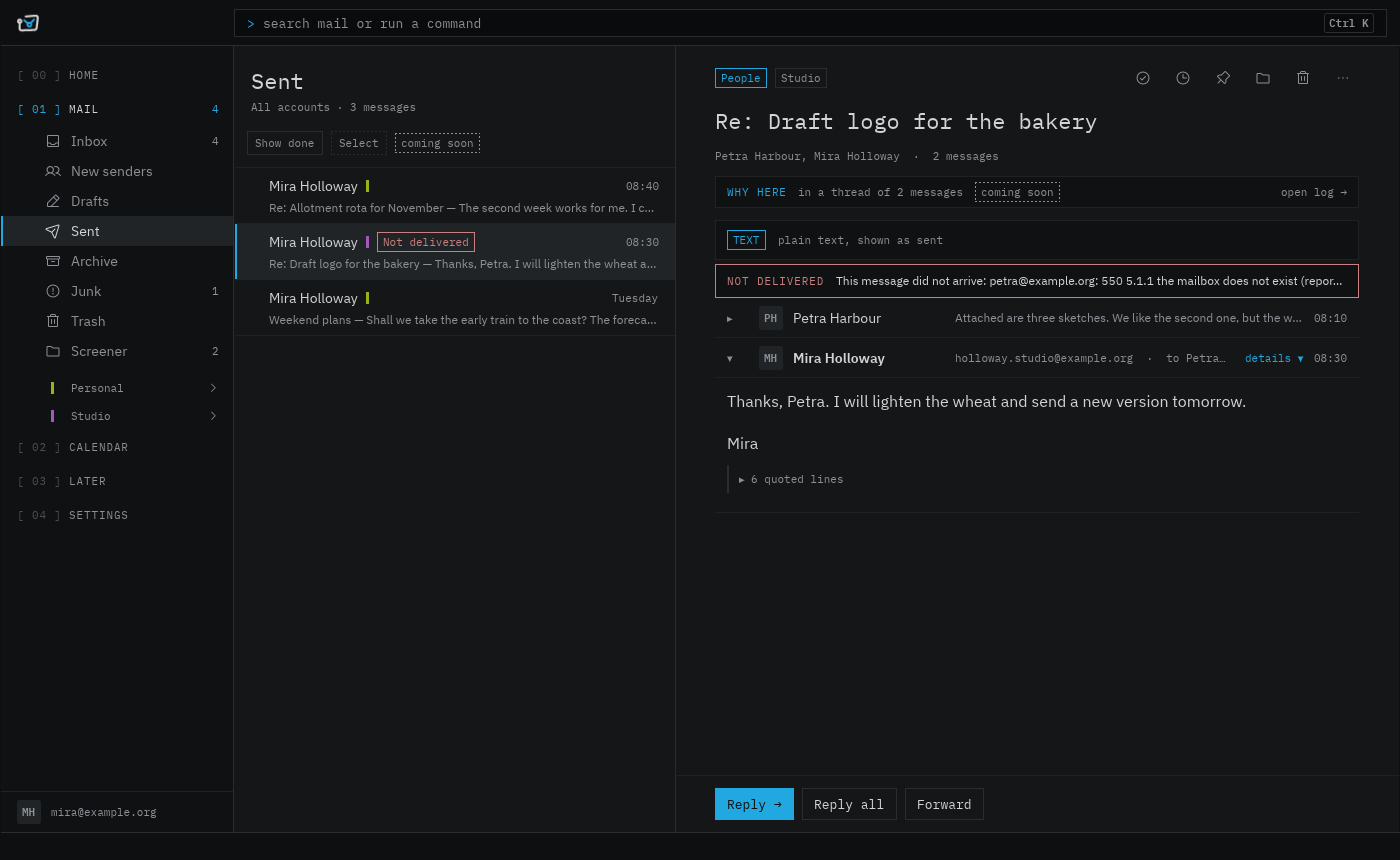 > search mail or run a command Ctrl K
[ 00 ] HOME
[ 01 ] MAIL 4
Inbox 4
New senders
Drafts
Sent
Archive
Junk 1
Trash
Screener 2
Personal
Studio
[ 02 ] CALENDAR
[ 03 ] LATER
[ 04 ] SETTINGS
MH mira@example.org
Sent
All accounts · 3 messages
Show done Select coming soon
Mira Holloway 08:40
Re: Allotment rota for November — The second week works for me. I c…
Mira Holloway Not delivered 08:30
Re: Draft logo for the bakery — Thanks, Petra. I will lighten the wheat a…
Mira Holloway Tuesday
Weekend plans — Shall we take the early train to the coast? The foreca…
People Studio
Re: Draft logo for the bakery
Petra Harbour, Mira Holloway · 2 messages
WHY HERE in a thread of 2 messages coming soon open log →
TEXT plain text, shown as sent
NOT DELIVERED This message did not arrive: petra@example.org: 550 5.1.1 the mailbox does not exist (repor…
▸ PH Petra Harbour Attached are three sketches. We like the second one, but the w… 08:10
▾ MH Mira Holloway holloway.studio@example.org · to Petra… details ▾ 08:30
Thanks, Petra. I will lighten the wheat and send a new version tomorrow.
Mira
▸ 6 quoted lines
Reply → Reply all Forward